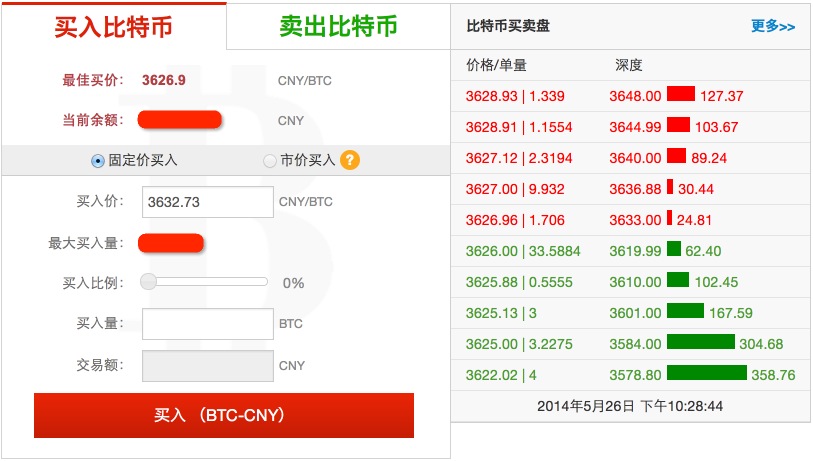 买入比特币
卖出比特币
最佳买价： 3626.9 CNY/BTC
当前余额： CNY
固定价买入 市价买入 ?
买入价： 3632.73 CNY/BTC
最大买入量：
买入比例： 0%
买入量： BTC
交易额： CNY
买入 （BTC-CNY）
比特币买卖盘 更多>>
价格/单量 深度
3628.93 | 1.339 3648.00 127.37
3628.91 | 1.1554 3644.99 103.67
3627.12 | 2.3194 3640.00 89.24
3627.00 | 9.932 3636.88 30.44
3626.96 | 1.706 3633.00 24.81
3626.00 | 33.5884 3619.99 62.40
3625.88 | 0.5555 3610.00 102.45
3625.13 | 3 3601.00 167.59
3625.00 | 3.2275 3584.00 304.68
3622.02 | 4 3578.80 358.76
2014年5月26日 下午10:28:44